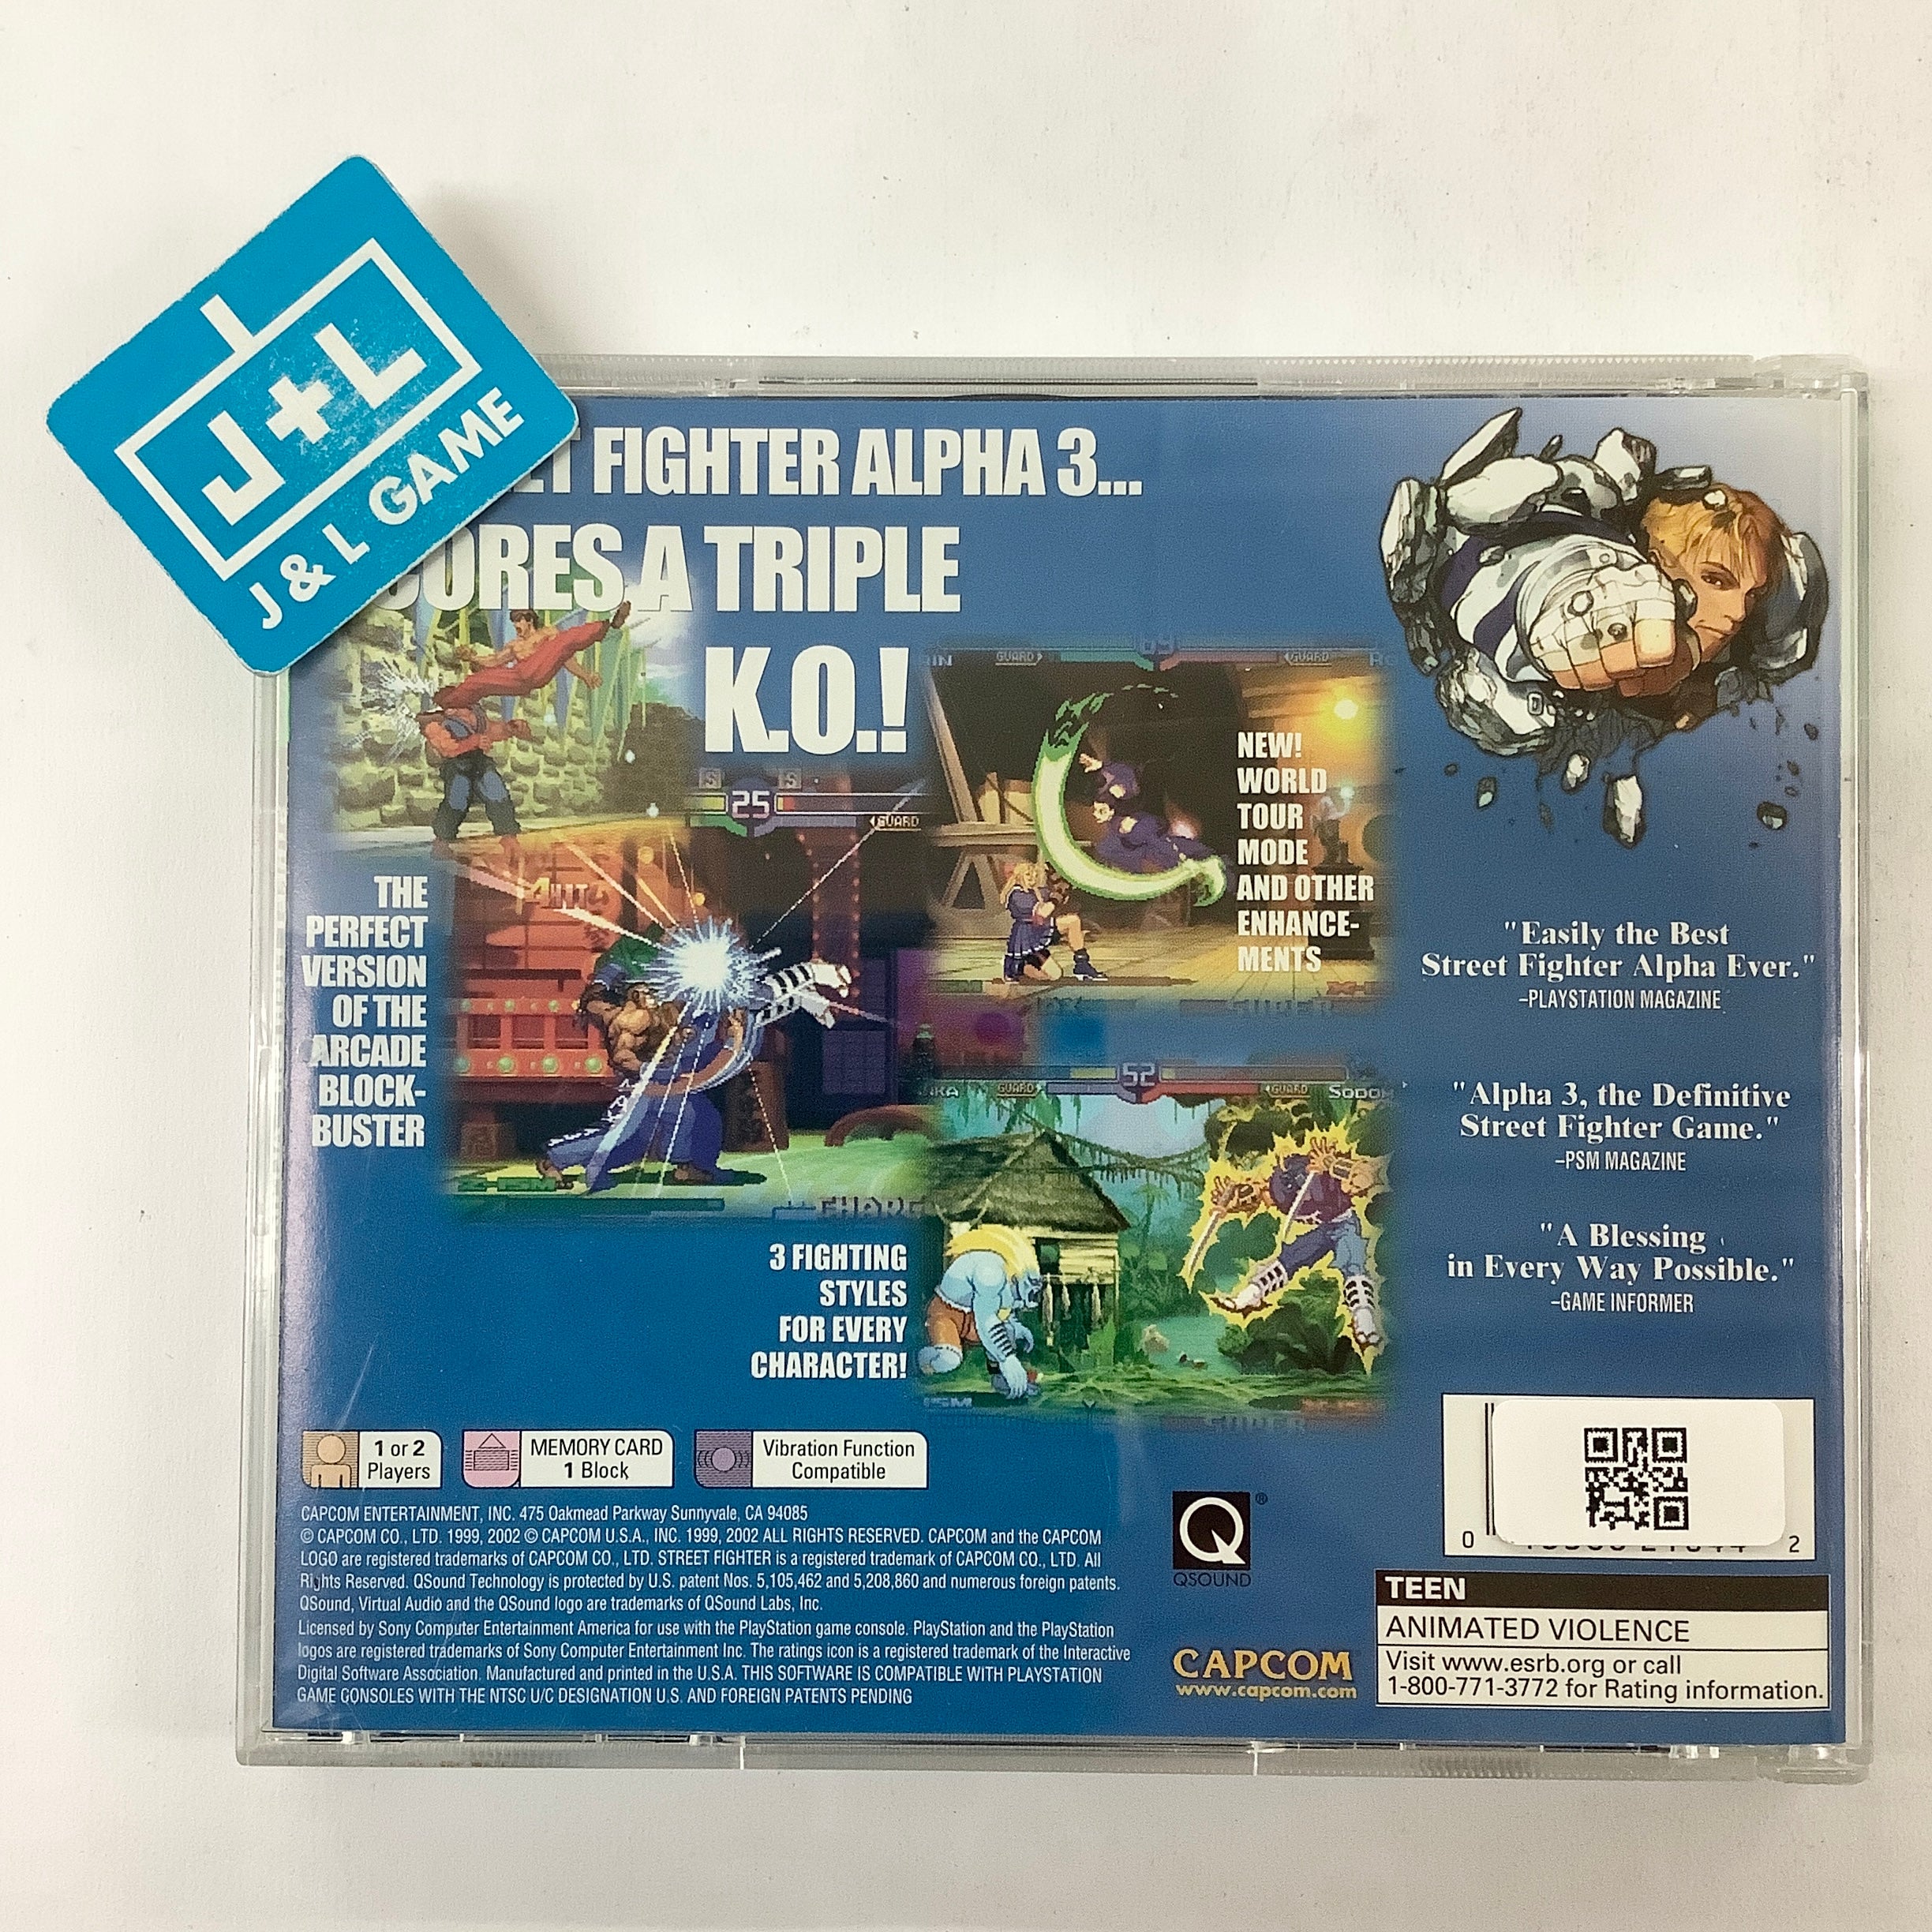 J+L
J & L GAME
FIGHTER ALPHA 3...
A TRIPLE
K.O.!
THE
PERFECT
VERSION
OF THE
ARCADE
BLOCK-
BUSTER
25
GUARD
GUARD
GUARD
NEW!
WORLD
TOUR
MODE
AND OTHER
ENHANCE-
MENTS
SUPER
52
GUARD
GUARD
SODOM
SUPER
3 FIGHTING
STYLES
FOR EVERY
CHARACTER!
"Easily the Best
Street Fighter Alpha Ever."
–PLAYSTATION MAGAZINE
"Alpha 3, the Definitive
Street Fighter Game."
–PSM MAGAZINE
"A Blessing
in Every Way Possible."
–GAME INFORMER
1 or 2
Players
MEMORY CARD
1 Block
Vibration Function
Compatible
CAPCOM ENTERTAINMENT, INC. 475 Oakmead Parkway Sunnyvale, CA 94085
© CAPCOM CO., LTD. 1999, 2002 © CAPCOM U.S.A., INC. 1999, 2002 ALL RIGHTS RESERVED. CAPCOM and the CAPCOM
LOGO are registered trademarks of CAPCOM CO., LTD. STREET FIGHTER is a registered trademark of CAPCOM CO., LTD. All
Rights Reserved. QSound Technology is protected by U.S. patent Nos. 5,105,462 and 5,208,860 and numerous foreign patents.
QSound, Virtual Audio and the QSound logo are trademarks of QSound Labs, Inc.
Licensed by Sony Computer Entertainment America for use with the PlayStation game console. PlayStation and the PlayStation
logos are registered trademarks of Sony Computer Entertainment Inc. The ratings icon is a registered trademark of the Interactive
Digital Software Association. Manufactured and printed in the U.S.A. THIS SOFTWARE IS COMPATIBLE WITH PLAYSTATION
GAME CONSOLES WITH THE NTSC U/C DESIGNATION U.S. AND FOREIGN PATENTS PENDING
Q®
QSOUND
CAPCOM
www.capcom.com
0 2
TEEN
ANIMATED VIOLENCE
Visit www.esrb.org or call
1-800-771-3772 for Rating information.